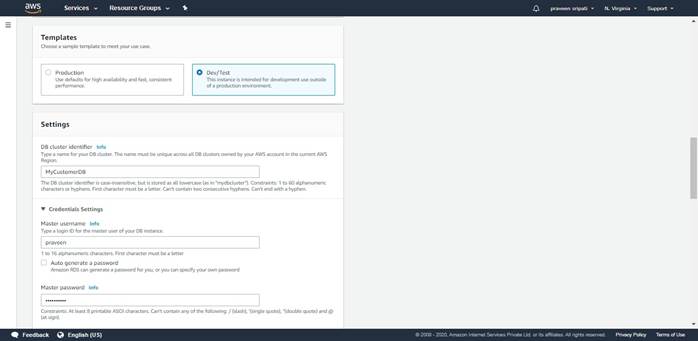 aws Services Resource Groups praveen sripati N. Virginia Support
Templates
Choose a sample template to meet your use case.
Production
Use defaults for high availability and fast, consistent
performance.
Dev/Test
This instance is intended for development use outside
of a production environment.
Settings
DB cluster identifier Info
Type a name for your DB cluster. The name must be unique across all DB clusters owned by your AWS account in the current AWS
Region.
MyCustomerDB
The DB cluster identifier is case-insensitive, but is stored as all lowercase (as in "mydbcluster"). Constraints: 1 to 60 alphanumeric
characters or hyphens. First character must be a letter. Can't contain two consecutive hyphens. Can't end with a hyphen.
Credentials Settings
Master username Info
Type a login ID for the master user of your DB instance.
praveen
1 to 16 alphanumeric characters. First character must be a letter
Auto generate a password
Amazon RDS can generate a password for you, or you can specify your own password
Master password Info
••••••••••
Constraints: At least 8 printable ASCII characters. Can't contain any of the following: / (slash), '(single quote), "(double quote) and @
(at sign).
Feedback English (US) © 2008 - 2020, Amazon Internet Services Private Ltd. or its affiliates. All rights reserved. Privacy Policy Terms of Use